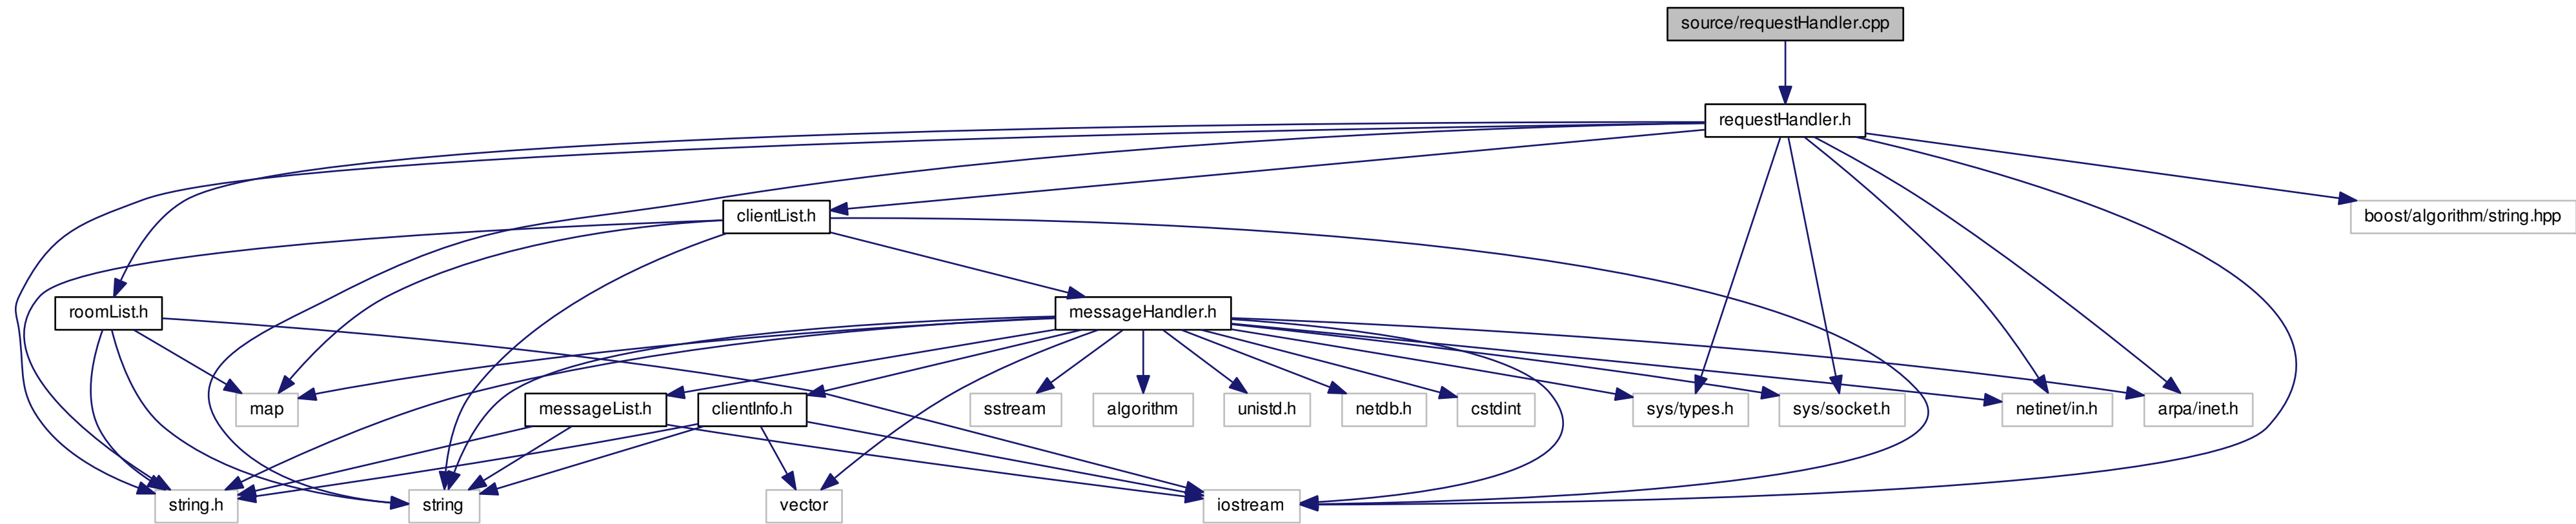 source/requestHandler.cpp
requestHandler.h
clientList.h
boost/algorithm/string.hpp
roomList.h
messageHandler.h
map
messageList.h
clientInfo.h
sstream
algorithm
unistd.h
netdb.h
cstdint
sys/types.h
sys/socket.h
netinet/in.h
arpa/inet.h
string.h
string
vector
iostream